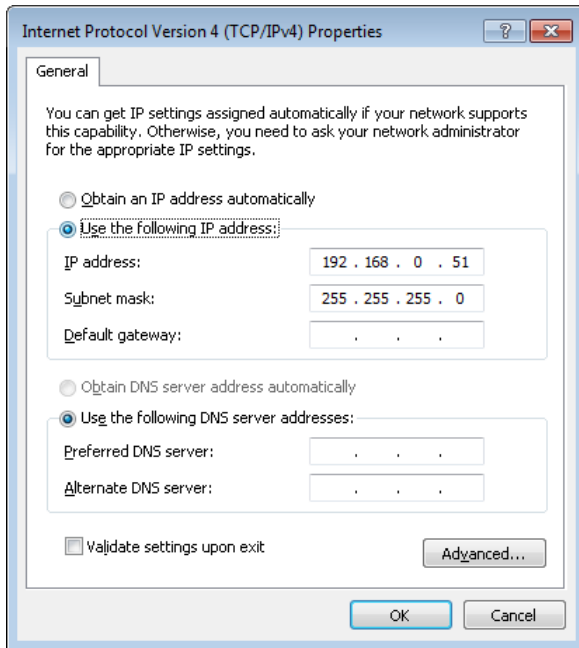 Internet Protocol Version 4 (TCP/IPv4) Properties
General
You can get IP settings assigned automatically if your network supports
this capability. Otherwise, you need to ask your network administrator
for the appropriate IP settings.
Obtain an IP address automatically
Use the following IP address:
IP address: 192 . 168 . 0 . 51
Subnet mask: 255 . 255 . 255 . 0
Default gateway: . . .
Obtain DNS server address automatically
Use the following DNS server addresses:
Preferred DNS server: . . .
Alternate DNS server: . . .
Validate settings upon exit
Advanced...
OK Cancel